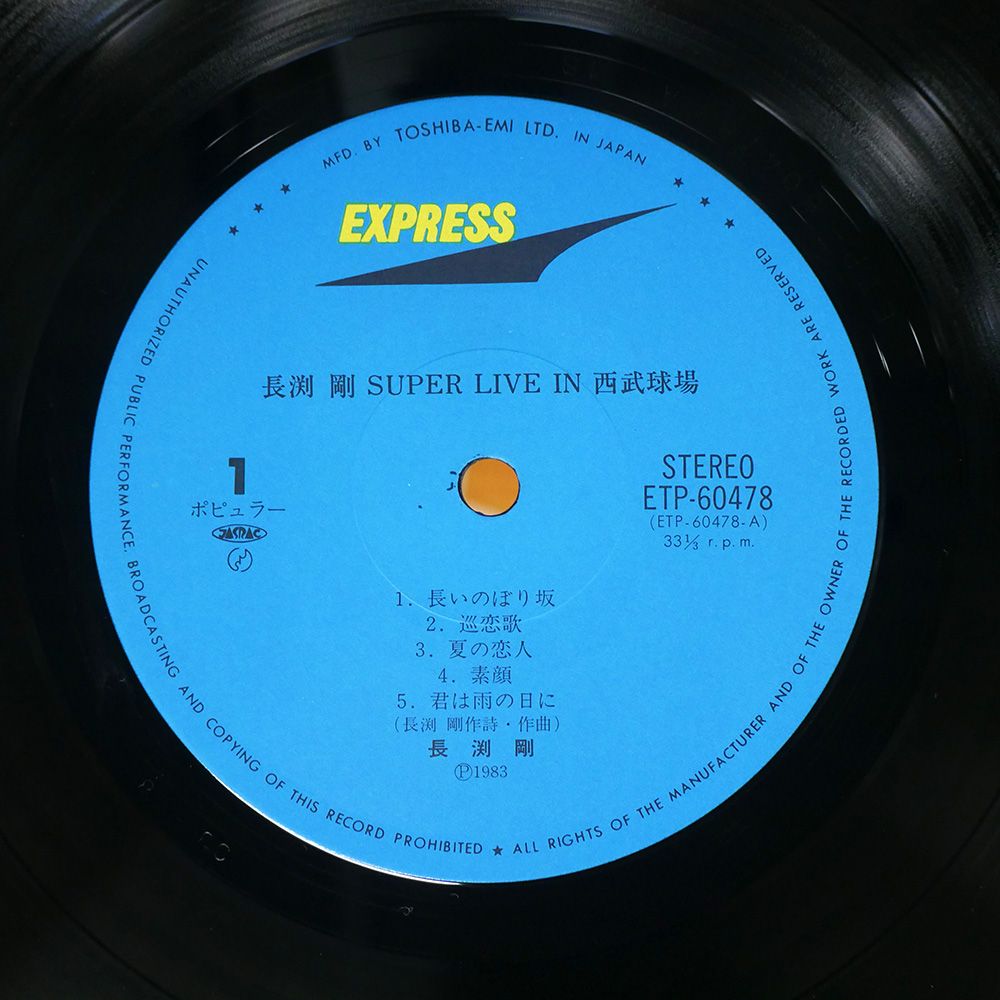 MFD. BY TOSHIBA-EMI LTD. IN JAPAN
EXPRESS
長渕 剛 SUPER LIVE IN 西武球場
1
ポピュラー
JASRAC
STEREO
ETP-60478
(ETP-60478-A)
33⅓ r.p.m.
1. 長いのぼり坂
2. 巡恋歌
3. 夏の恋人
4. 素顔
5. 君は雨の日に
(長渕 剛作詩・作曲)
長渕剛
Ⓟ1983
UNAUTHORIZED PUBLIC PERFORMANCE, BROADCASTING AND COPYING OF THIS RECORD PROHIBITED ★ ALL RIGHTS OF THE MANUFACTURER AND OF THE OWNER OF THE RECORDED WORK ARE RESERVED